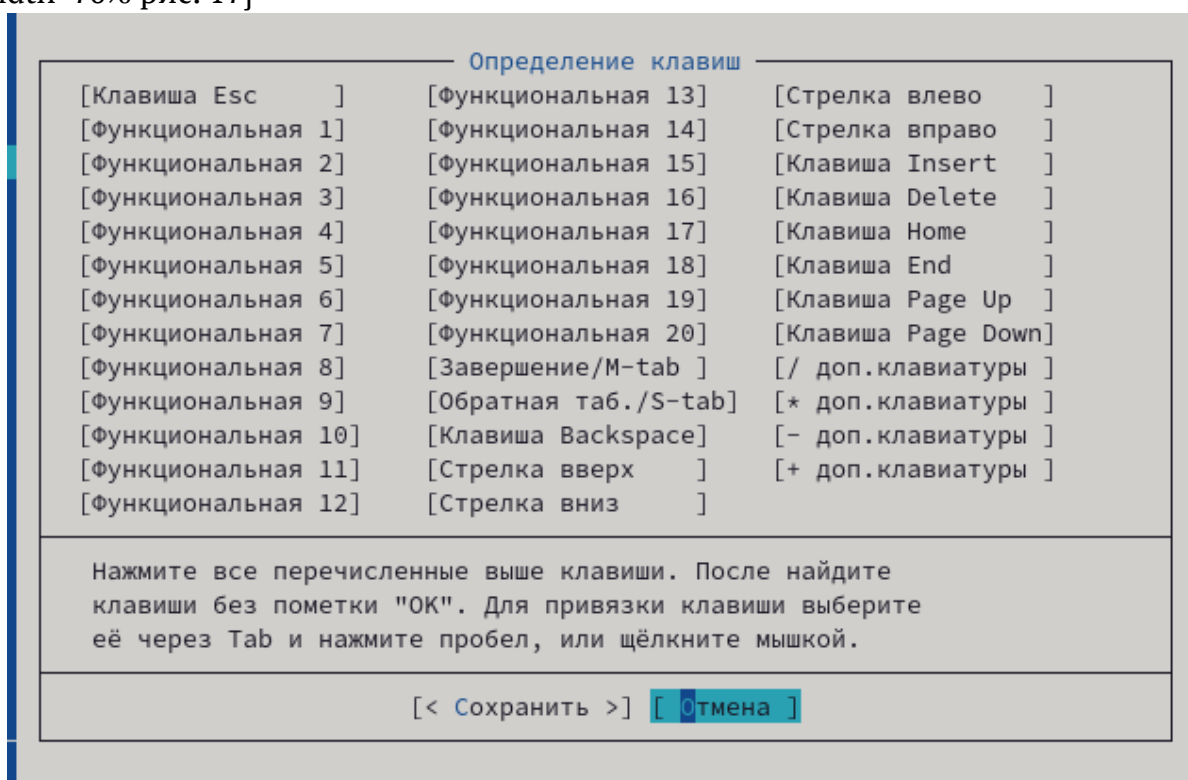 width=70% рис. 17]
Определение клавиш
[Клавиша Esc     ] [Функциональная 13] [Стрелка влево    ]
[Функциональная 1] [Функциональная 14] [Стрелка вправо   ]
[Функциональная 2] [Функциональная 15] [Клавиша Insert   ]
[Функциональная 3] [Функциональная 16] [Клавиша Delete   ]
[Функциональная 4] [Функциональная 17] [Клавиша Home     ]
[Функциональная 5] [Функциональная 18] [Клавиша End      ]
[Функциональная 6] [Функциональная 19] [Клавиша Page Up  ]
[Функциональная 7] [Функциональная 20] [Клавиша Page Down]
[Функциональная 8] [Завершение/M-tab ] [/ доп.клавиатуры ]
[Функциональная 9] [Обратная таб./S-tab] [* доп.клавиатуры ]
[Функциональная 10] [Клавиша Backspace] [- доп.клавиатуры ]
[Функциональная 11] [Стрелка вверх    ] [+ доп.клавиатуры ]
[Функциональная 12] [Стрелка вниз     ]
Нажмите все перечисленные выше клавиши. После найдите
клавиши без пометки "OK". Для привязки клавиши выберите
её через Tab и нажмите пробел, или щёлкните мышкой.
[< Сохранить >] [ Отмена ]